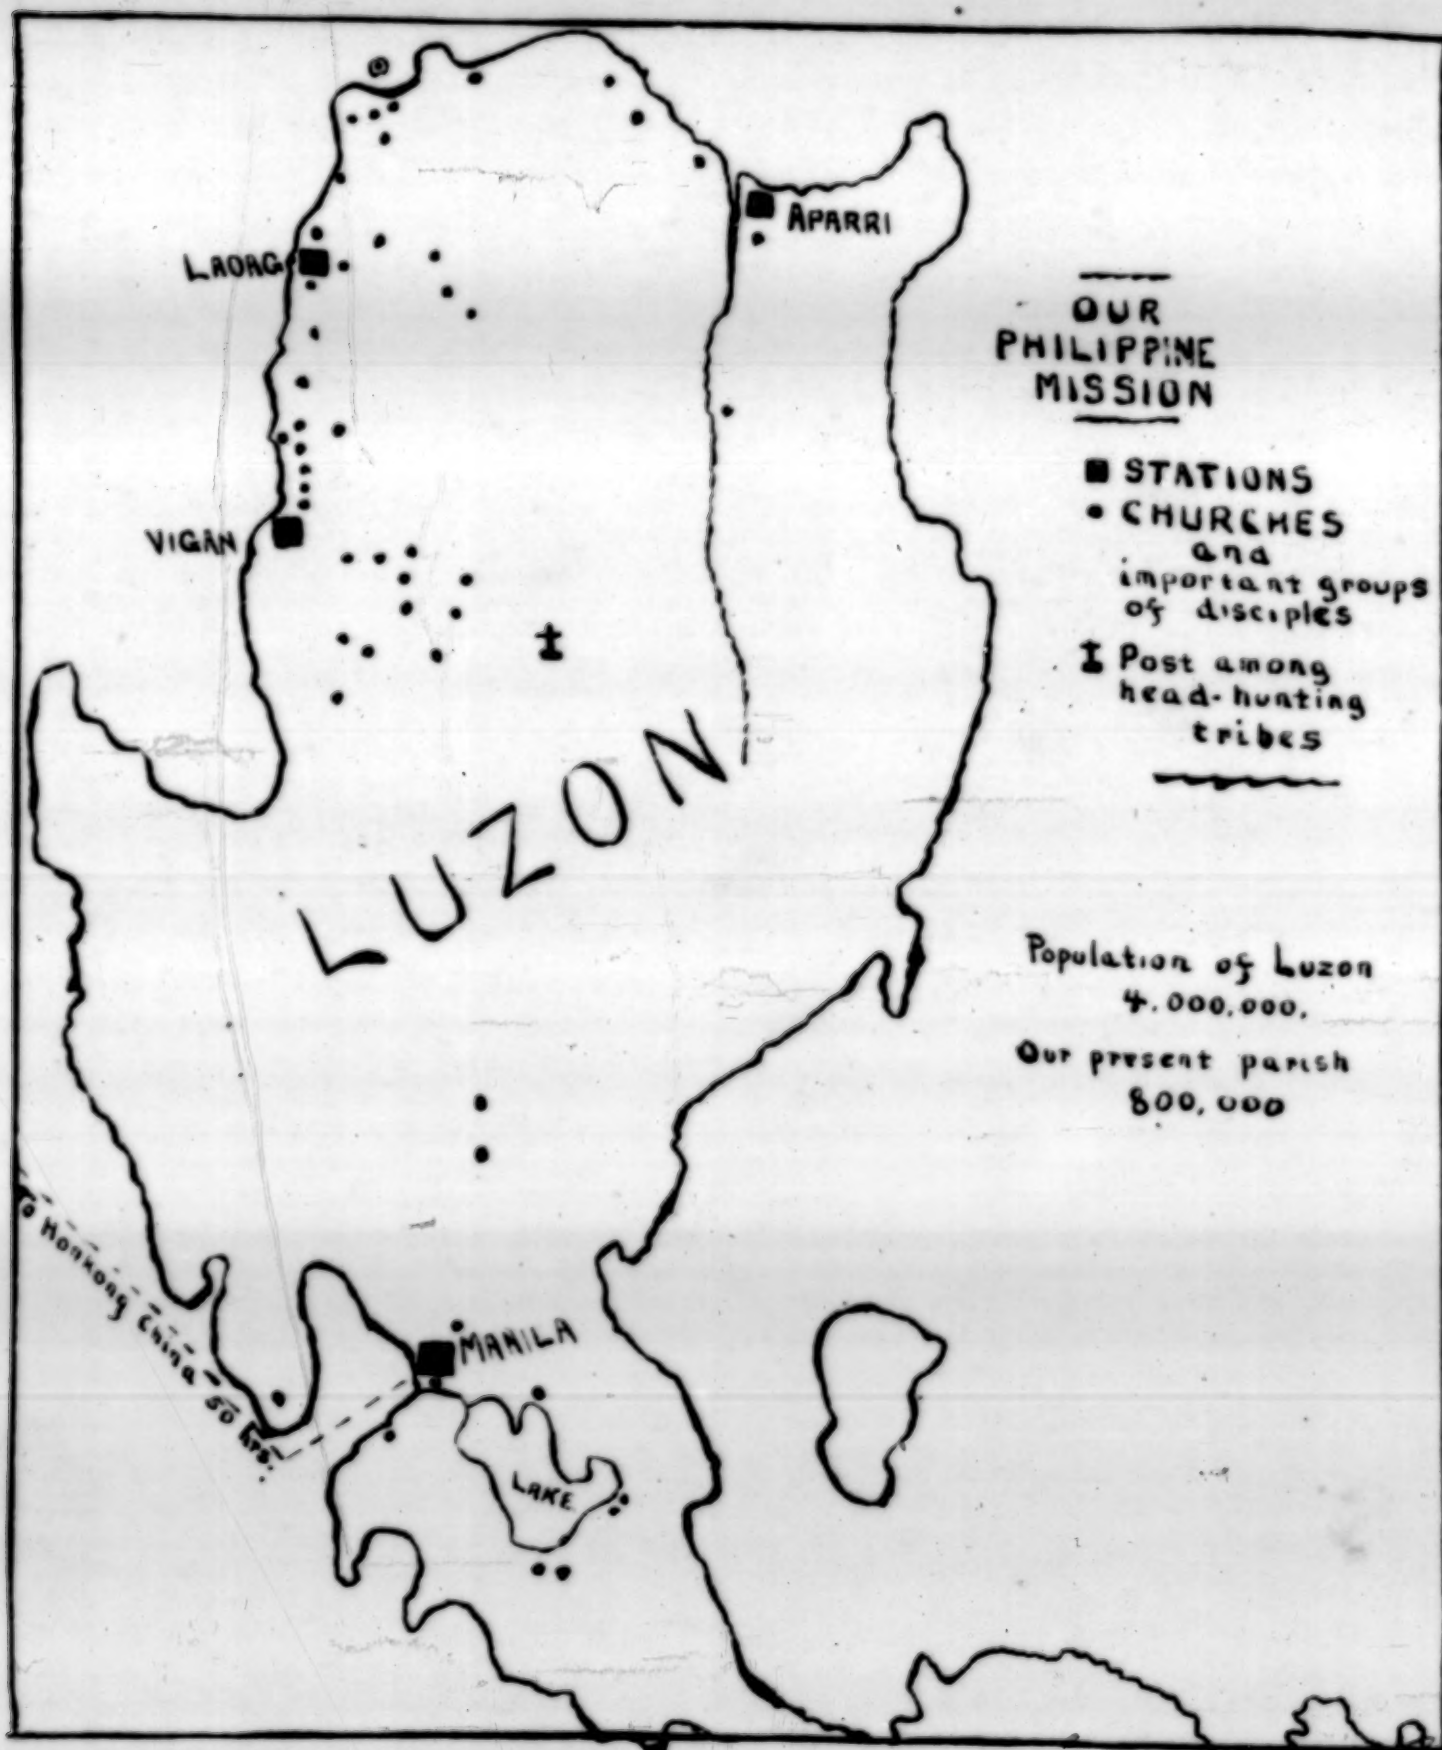 LAOAG
APARRI
OUR
PHILIPPINE
MISSION
STATIONS
CHURCHES
and
important groups
of disciples
Post among
head-hunting
tribes
VIGAN
LUZON
Population of Luzon
4.000.000.
Our present parish
800,000
To Honkong China 50 hrs.
MANILA
LAKE